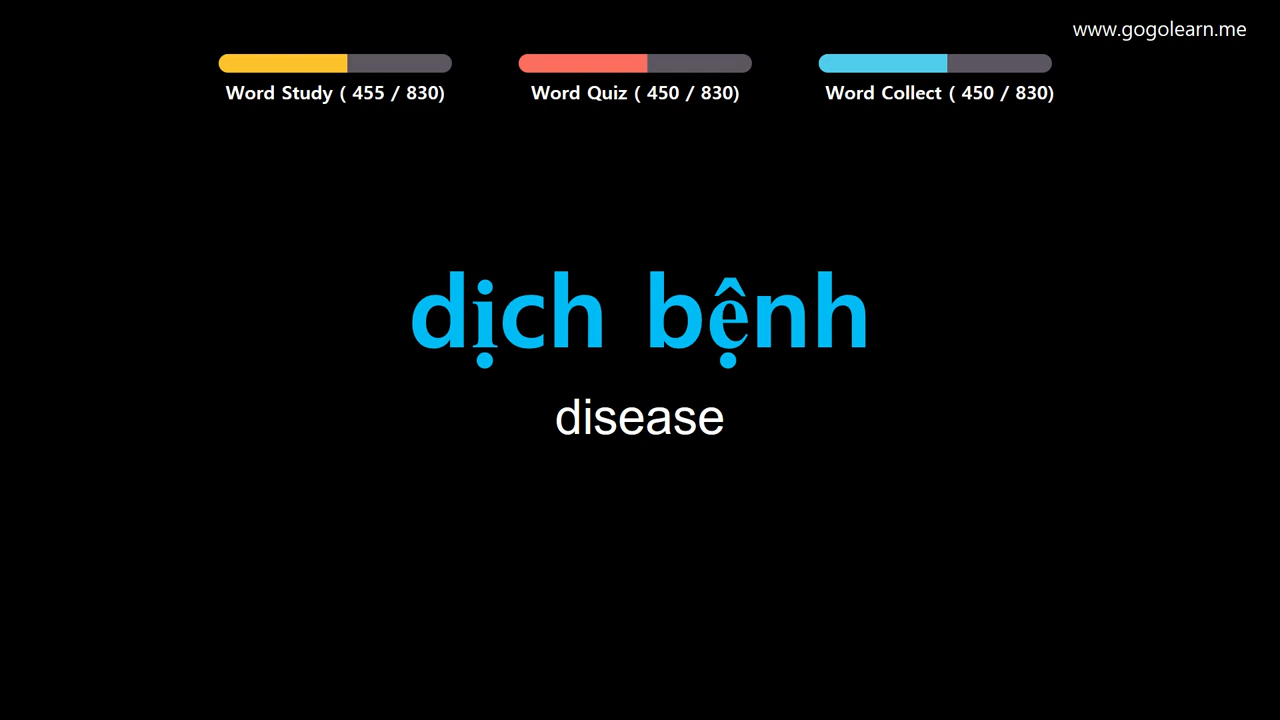 www.gogolearn.me
Word Study ( 455 / 830)
Word Quiz ( 450 / 830)
Word Collect ( 450 / 830)
dịch bệnh
disease